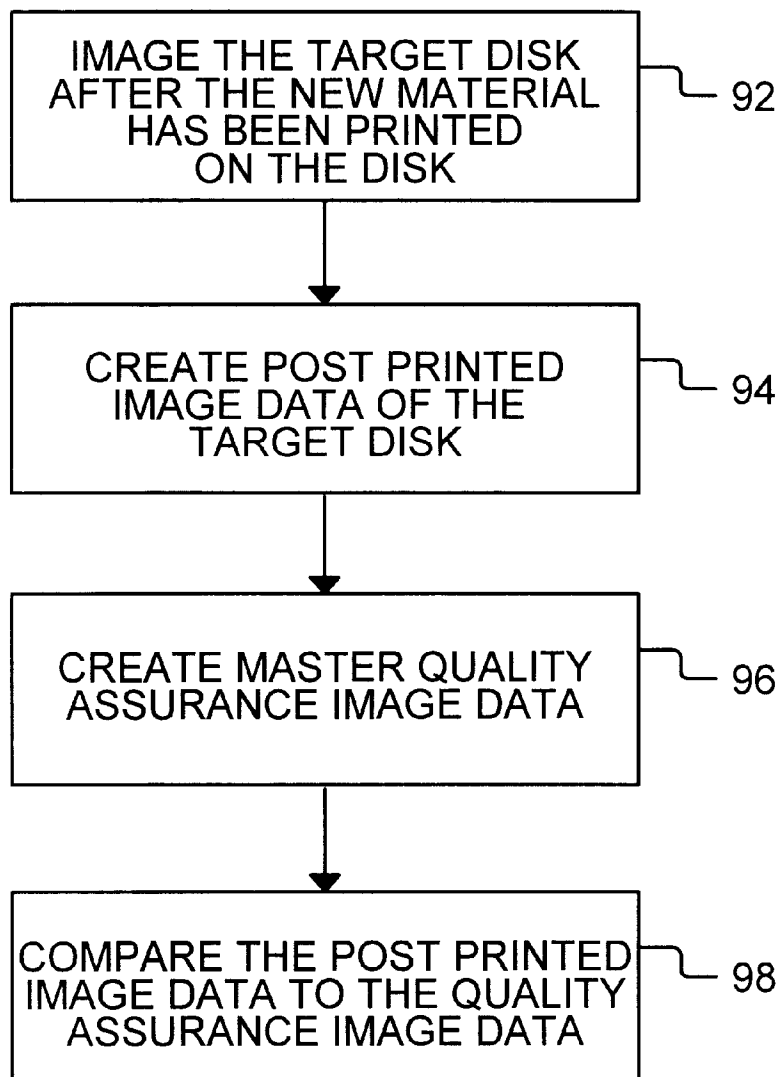 IMAGE THE TARGET DISK
AFTER THE NEW MATERIAL
HAS BEEN PRINTED
ON THE DISK
92
CREATE POST PRINTED
IMAGE DATA OF THE
TARGET DISK
94
CREATE MASTER QUALITY
ASSURANCE IMAGE DATA
96
COMPARE THE POST PRINTED
IMAGE DATA TO THE QUALITY
ASSURANCE IMAGE DATA
98